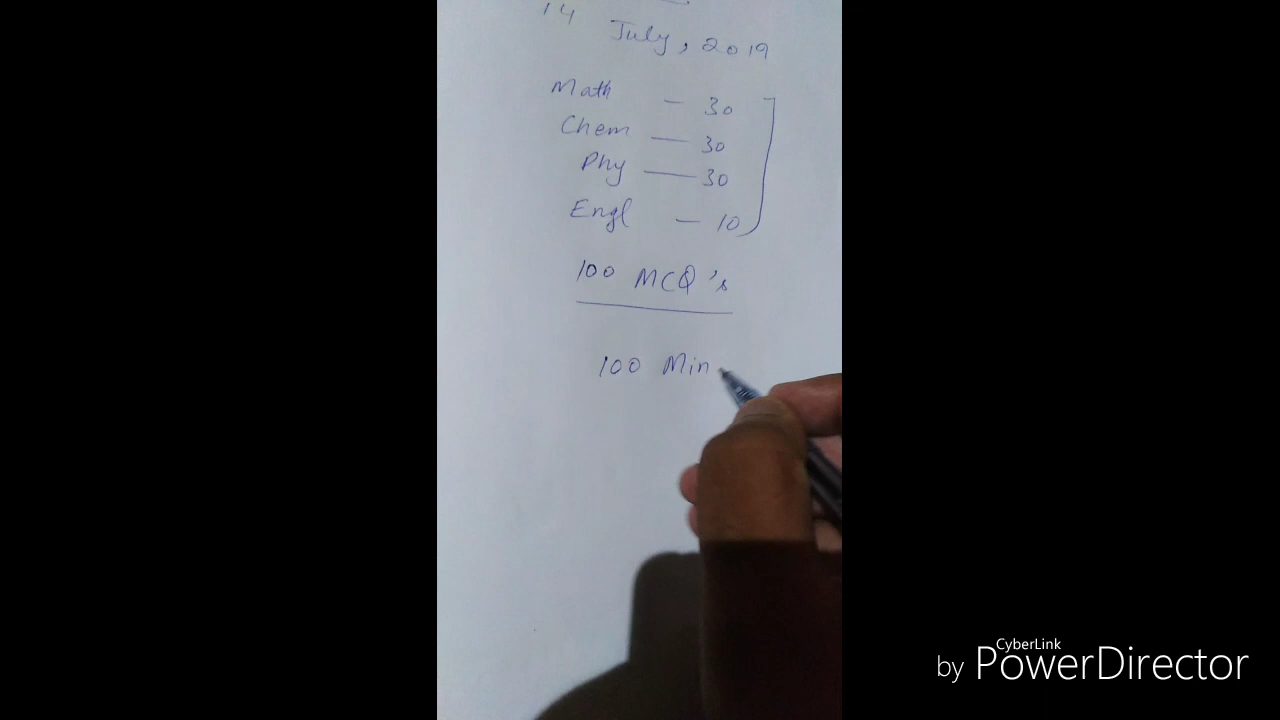 14 July, 2019
Math — 30
Chem — 30
Phy — 30
Engl — 10
100 MCQ's
100 Min
CyberLink
by PowerDirector